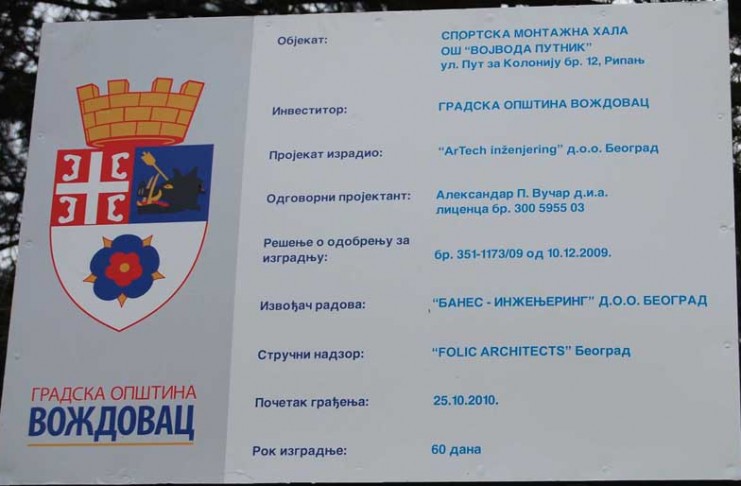 Објекат: СПОРТСКА МОНТАЖНА ХАЛА
ОШ "ВОЈВОДА ПУТНИК"
ул. Пут за Колонију бр. 12, Рипањ
Инвеститор: ГРАДСКА ОПШТИНА ВОЖДОВАЦ
Пројекат израдио: "ArTech inženjering" д.о.о. Београд
Одговорни пројектант: Александар П. Вучар д.и.а.
лиценца бр. 300 5955 03
Решење о одобрењу за
изградњу: бр. 351-1173/09 од 10.12.2009.
Извођач радова: "БАНЕС - ИНЖЕЊЕРИНГ" Д.О.О. БЕОГРАД
Стручни надзор: "FOLIC ARCHITECTS" Београд
Почетак грађења: 25.10.2010.
Рок изградње: 60 дана
ГРАДСКА ОПШТИНА
ВОЖДОВАЦ